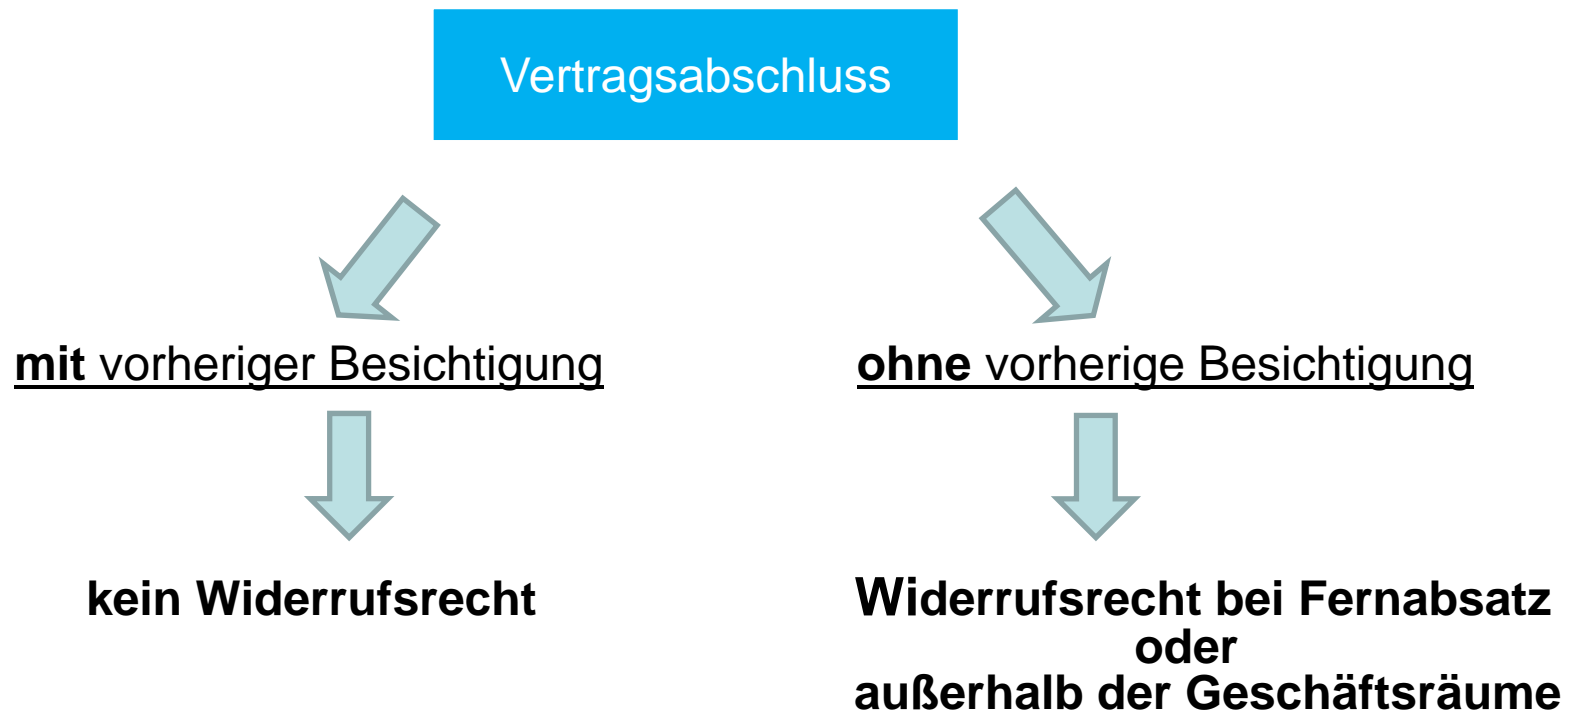 Vertragsabschluss
mit vorheriger Besichtigung
ohne vorherige Besichtigung
kein Widerrufsrecht
Widerrufsrecht bei Fernabsatz
oder
außerhalb der Geschäftsräume